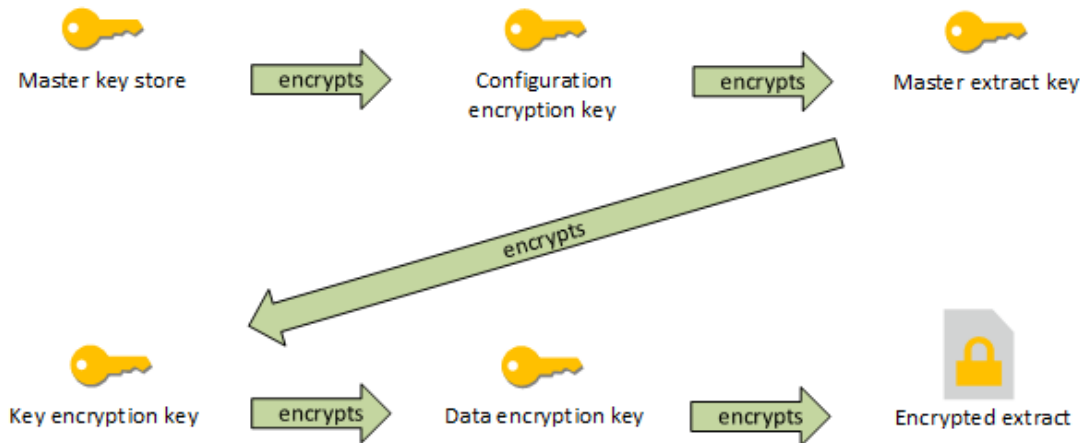 Master key store
encrypts
Configuration
encryption key
encrypts
Master extract key
encrypts
Key encryption key
encrypts
Data encryption key
encrypts
Encrypted extract